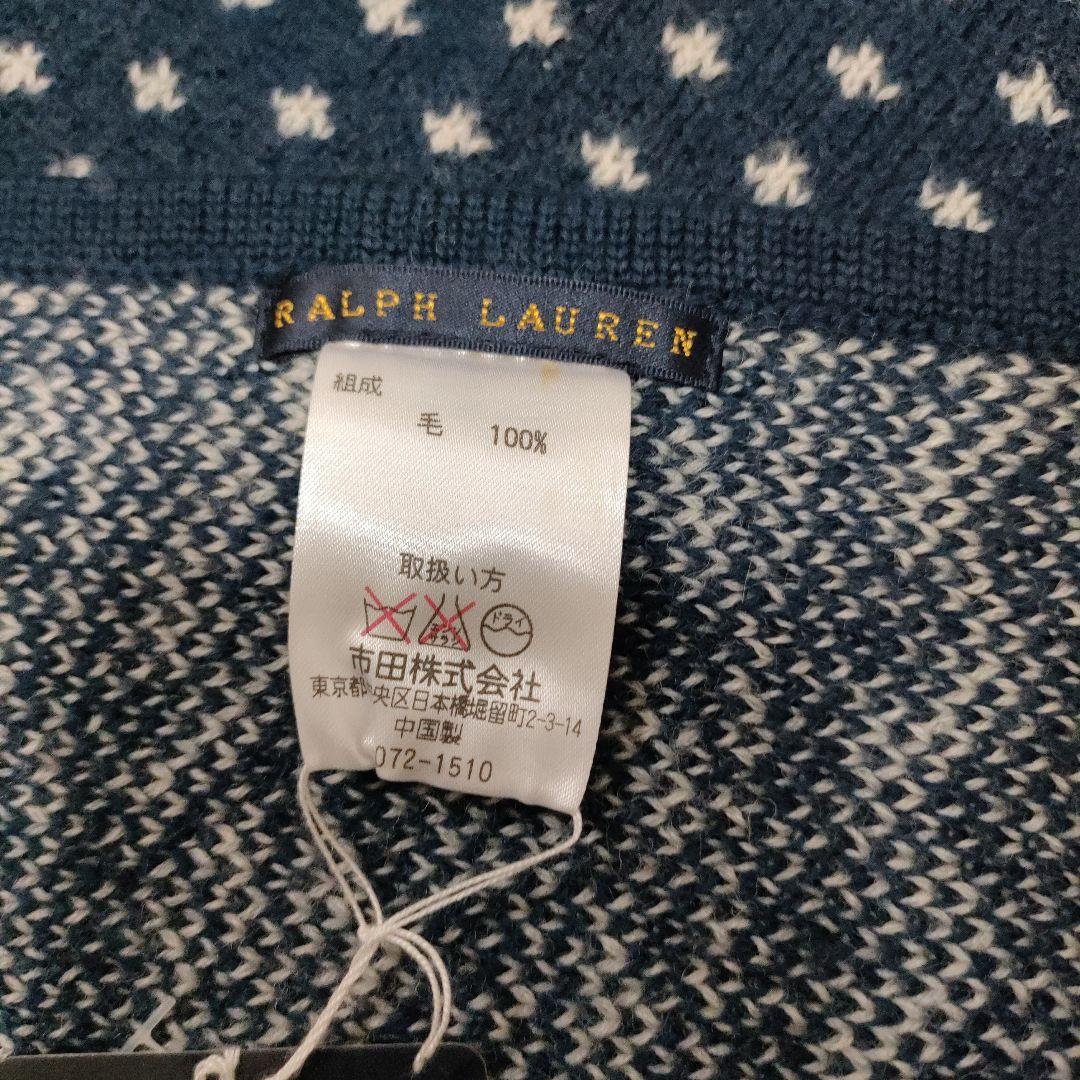 RALPH LAUREN
組成
毛 100%
取扱い方
ドライ
市田株式会社
東京都中央区日本橋堀留町2-3-14
中国製
072-1510